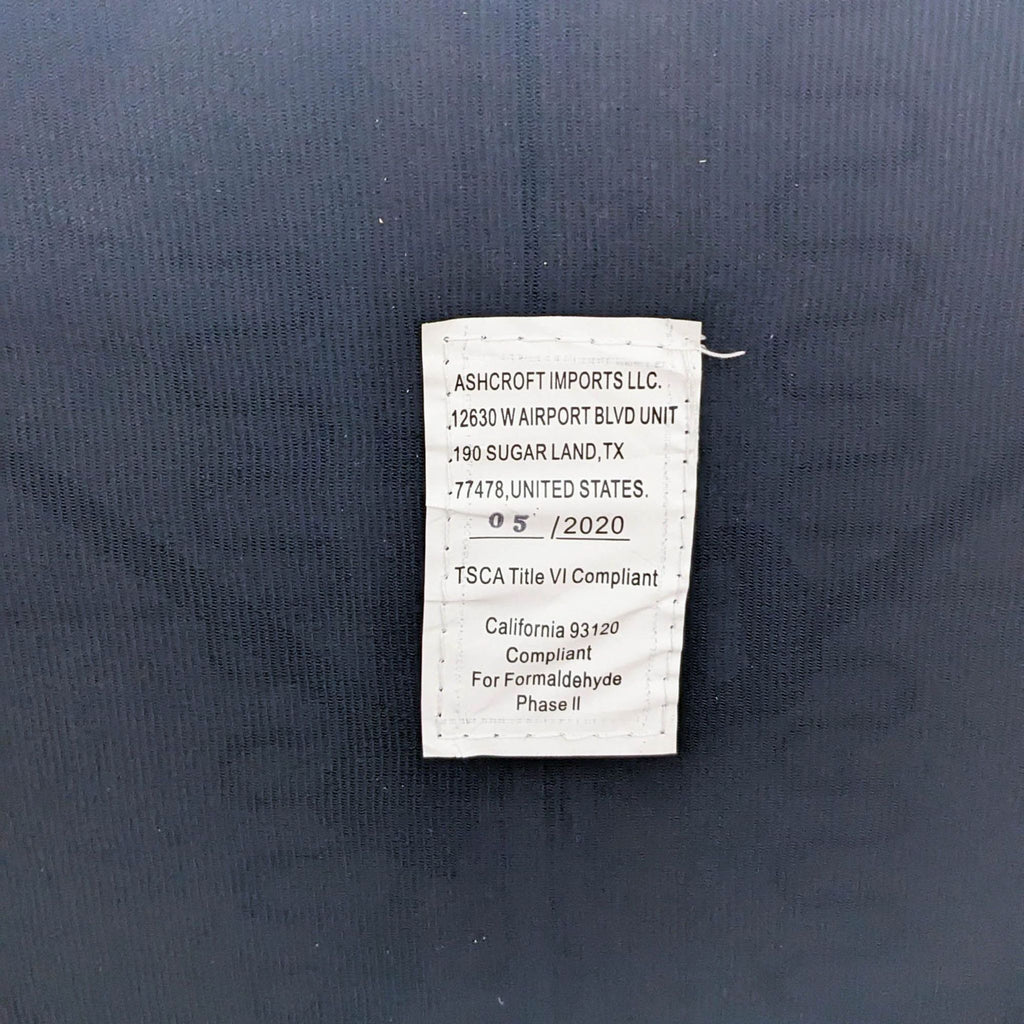 ASHCROFT IMPORTS LLC.
12630 W AIRPORT BLVD UNIT
190 SUGAR LAND,TX
77478,UNITED STATES.
05 /2020
TSCA Title VI Compliant
California 93120
Compliant
For Formaldehyde
Phase II